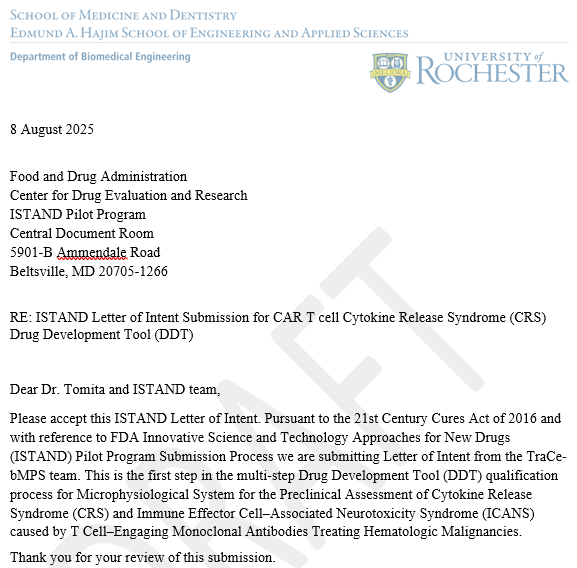 SCHOOL OF MEDICINE AND DENTISTRY
EDMUND A. HAJIM SCHOOL OF ENGINEERING AND APPLIED SCIENCES
Department of Biomedical Engineering
UNIVERSITY of
ROCHESTER
MELIORA
8 August 2025
Food and Drug Administration
Center for Drug Evaluation and Research
ISTAND Pilot Program
Central Document Room
5901-B Ammendale Road
Beltsville, MD 20705-1266
RE: ISTAND Letter of Intent Submission for CAR T cell Cytokine Release Syndrome (CRS)
Drug Development Tool (DDT)
Dear Dr. Tomita and ISTAND team,
Please accept this ISTAND Letter of Intent. Pursuant to the 21st Century Cures Act of 2016 and
with reference to FDA Innovative Science and Technology Approaches for New Drugs
(ISTAND) Pilot Program Submission Process we are submitting Letter of Intent from the TraCe-
bMPS team. This is the first step in the multi-step Drug Development Tool (DDT) qualification
process for Microphysiological System for the Preclinical Assessment of Cytokine Release
Syndrome (CRS) and Immune Effector Cell–Associated Neurotoxicity Syndrome (ICANS)
caused by T Cell–Engaging Monoclonal Antibodies Treating Hematologic Malignancies.
Thank you for your review of this submission.
DRAFT